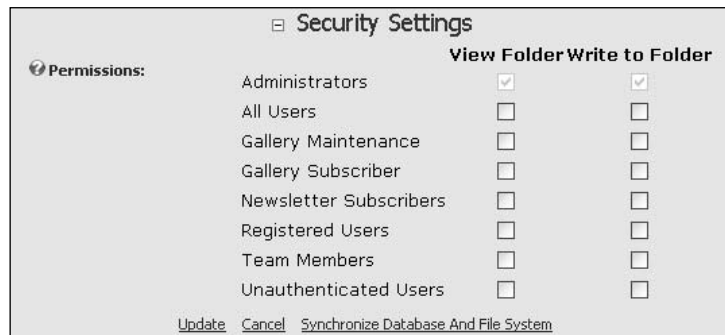 Security Settings
View Folder Write to Folder
Permissions:
Administrators
All Users
Gallery Maintenance
Gallery Subscriber
Newsletter Subscribers
Registered Users
Team Members
Unauthenticated Users
Update Cancel Synchronize Database And File System